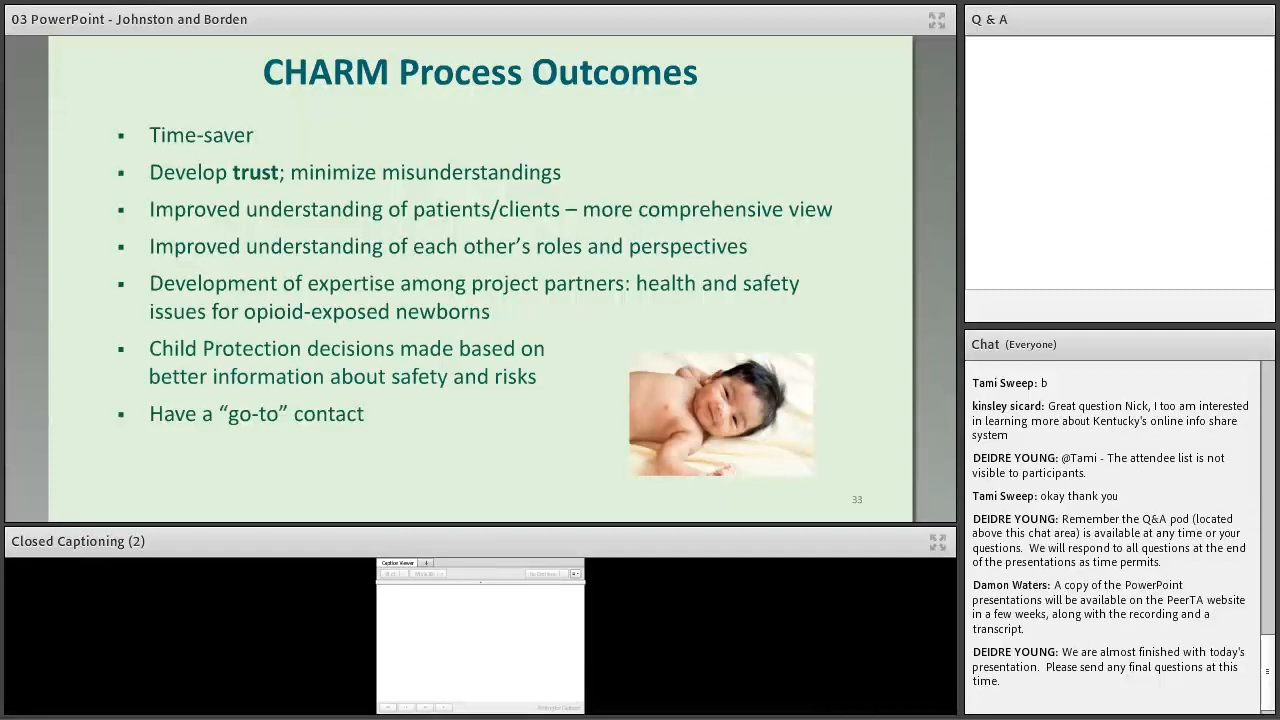 03 PowerPoint - Johnston and Borden
CHARM Process Outcomes
▪ Time-saver
▪ Develop trust; minimize misunderstandings
▪ Improved understanding of patients/clients – more comprehensive view
▪ Improved understanding of each other’s roles and perspectives
▪ Development of expertise among project partners: health and safety
issues for opioid-exposed newborns
▪ Child Protection decisions made based on
better information about safety and risks
▪ Have a “go-to” contact
33
Closed Captioning (2)
Caption Viewer
Q & A
Chat (Everyone)
Tami Sweep: b
kinsley sicard: Great question Nick, I too am interested
in learning more about Kentucky's online info share
system
DEIDRE YOUNG: @Tami - The attendee list is not
visible to participants.
Tami Sweep: okay thank you
DEIDRE YOUNG: Remember the Q&A pod (located
above this chat area) is available at any time or your
questions.  We will respond to all questions at the end
of the presentations as time permits.
Damon Waters: A copy of the PowerPoint
presentations will be available on the PeerTA website
in a few weeks, along with the recording and a
transcript.
DEIDRE YOUNG: We are almost finished with today's
presentation.  Please send any final questions at this
time.